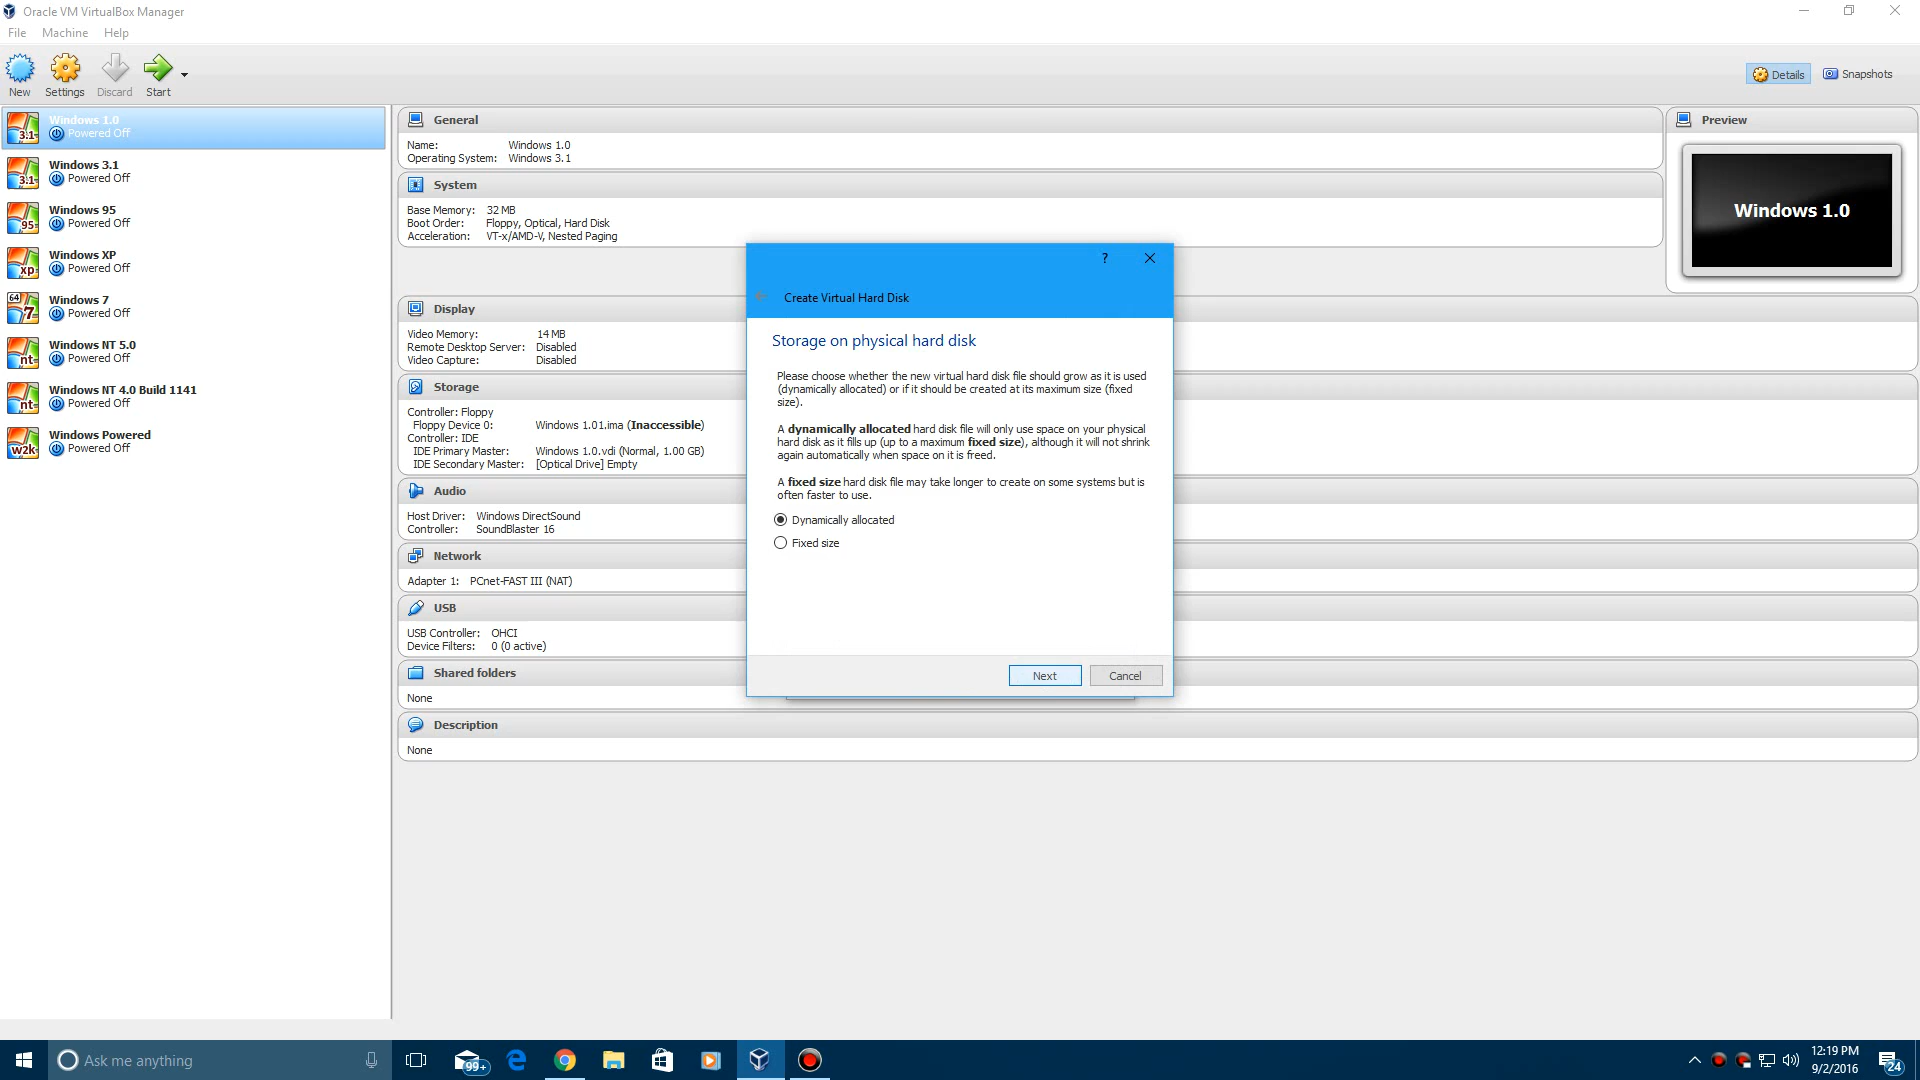 Oracle VM VirtualBox Manager
File Machine Help
New Settings Discard Start
Details Snapshots
Windows 1.0
Powered Off
Windows 3.1
Powered Off
Windows 95
Powered Off
Windows XP
Powered Off
Windows 7
Powered Off
Windows NT 5.0
Powered Off
Windows NT 4.0 Build 1141
Powered Off
Windows Powered
Powered Off
3.1
3.1
95
xp
64
7
nt
nt
w2k
General
Name: Windows 1.0
Operating System: Windows 3.1
System
Base Memory: 32 MB
Boot Order: Floppy, Optical, Hard Disk
Acceleration: VT-x/AMD-V, Nested Paging
Display
Video Memory: 14 MB
Remote Desktop Server: Disabled
Video Capture: Disabled
Storage
Controller: Floppy
Floppy Device 0: Windows 1.01.ima (Inaccessible)
Controller: IDE
IDE Primary Master: Windows 1.0.vdi (Normal, 1.00 GB)
IDE Secondary Master: [Optical Drive] Empty
Audio
Host Driver: Windows DirectSound
Controller: SoundBlaster 16
Network
Adapter 1: PCnet-FAST III (NAT)
USB
USB Controller: OHCI
Device Filters: 0 (0 active)
Shared folders
None
Description
None
Preview
Windows 1.0
?
Create Virtual Hard Disk
Storage on physical hard disk
Please choose whether the new virtual hard disk file should grow as it is used
(dynamically allocated) or if it should be created at its maximum size (fixed
size).
A dynamically allocated hard disk file will only use space on your physical
hard disk as it fills up (up to a maximum fixed size), although it will not shrink
again automatically when space on it is freed.
A fixed size hard disk file may take longer to create on some systems but is
often faster to use.
Dynamically allocated
Fixed size
Next Cancel
Ask me anything
99+
12:19 PM
9/2/2016
24